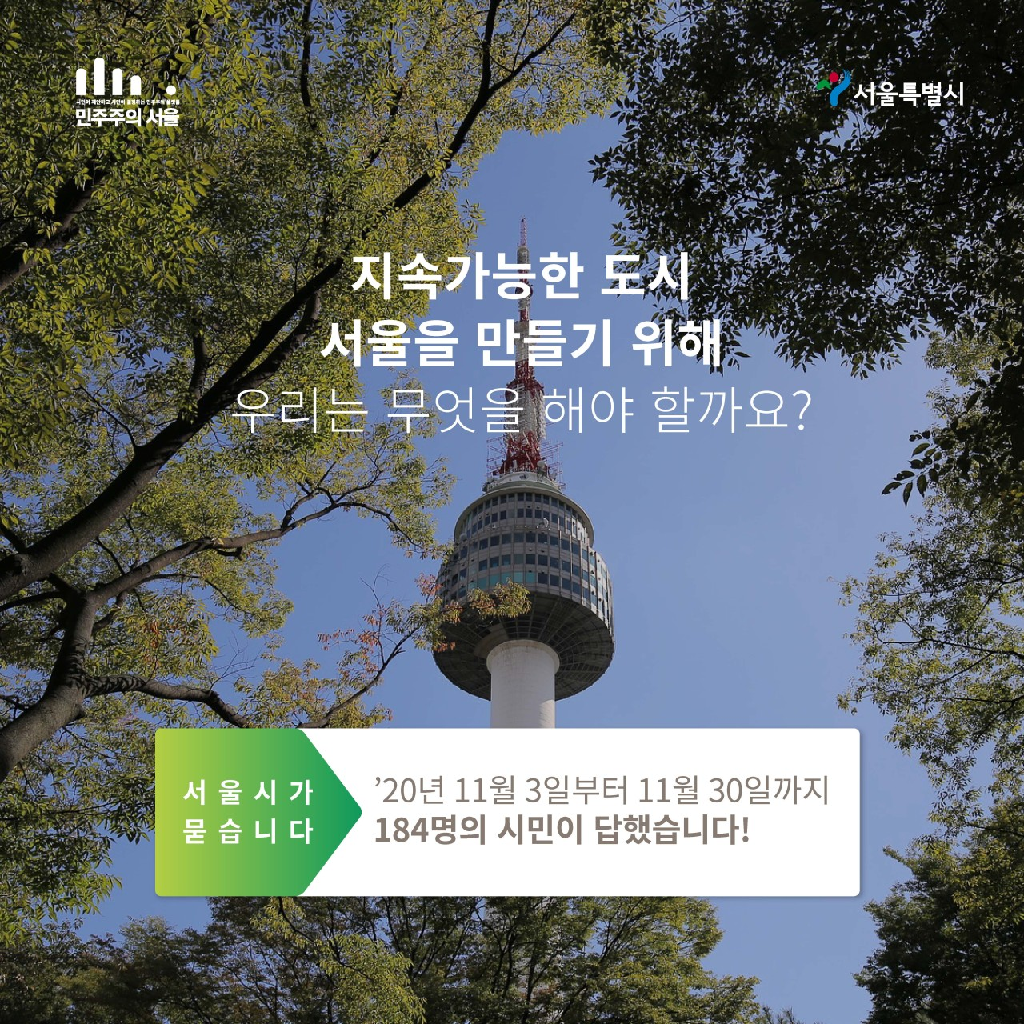 민주주의 서울
서울특별시
지속가능한 도시
서울을 만들기 위해
우리는 무엇을 해야 할까요?
서울시가
묻습니다
’20년 11월 3일부터 11월 30일까지
184명의 시민이 답했습니다!